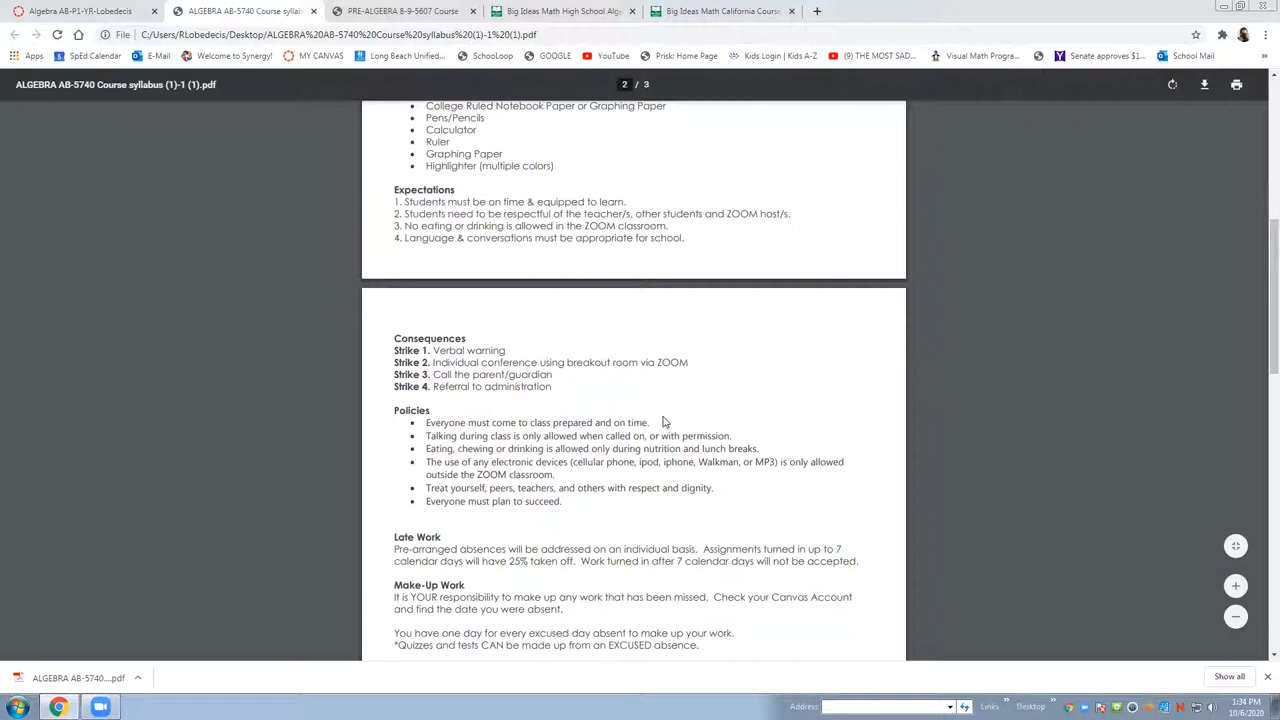 Algebra AB-P1-YR-Lobedecis
ALGEBRA AB-5740 Course syllab
PRE-ALGEBRA 8-9-5607 Course
Big Ideas Math High School Alg
Big Ideas Math California Course
File C:/Users/RLobedecis/Desktop/ALGEBRA%20AB-5740%20Course%20syllabus%20(1)-1%20(1).pdf
Apps SpEd Calendar E-Mail Welcome to Synergy! MY CANVAS Long Beach Unified... SchoolLoop GOOGLE YouTube Prisk: Home Page Kids Login | Kids A-Z (9) THE MOST SAD... Visual Math Progra... Senate approves $1... School Mail
ALGEBRA AB-5740 Course syllabus (1)-1 (1).pdf
2 / 3
• College Ruled Notebook Paper or Graphing Paper
• Pens/Pencils
• Calculator
• Ruler
• Graphing Paper
• Highlighter (multiple colors)
Expectations
1. Students must be on time & equipped to learn.
2. Students need to be respectful of the teacher/s, other students and ZOOM host/s.
3. No eating or drinking is allowed in the ZOOM classroom.
4. Language & conversations must be appropriate for school.
Consequences
Strike 1. Verbal warning
Strike 2. Individual conference using breakout room via ZOOM
Strike 3. Call the parent/guardian
Strike 4. Referral to administration
Policies
• Everyone must come to class prepared and on time.
• Talking during class is only allowed when called on, or with permission.
• Eating, chewing or drinking is allowed only during nutrition and lunch breaks.
• The use of any electronic devices (cellular phone, ipod, iphone, Walkman, or MP3) is only allowed
outside the ZOOM classroom.
• Treat yourself, peers, teachers, and others with respect and dignity.
• Everyone must plan to succeed.
Late Work
Pre-arranged absences will be addressed on an individual basis. Assignments turned in up to 7
calendar days will have 25% taken off. Work turned in after 7 calendar days will not be accepted.
Make-Up Work
It is YOUR responsibility to make up any work that has been missed. Check your Canvas Account
and find the date you were absent.
You have one day for every excused day absent to make up your work.
*Quizzes and tests CAN be made up from an EXCUSED absence.
ALGEBRA AB-5740....pdf
Show all
Address
Links
Desktop
1:34 PM
10/6/2020